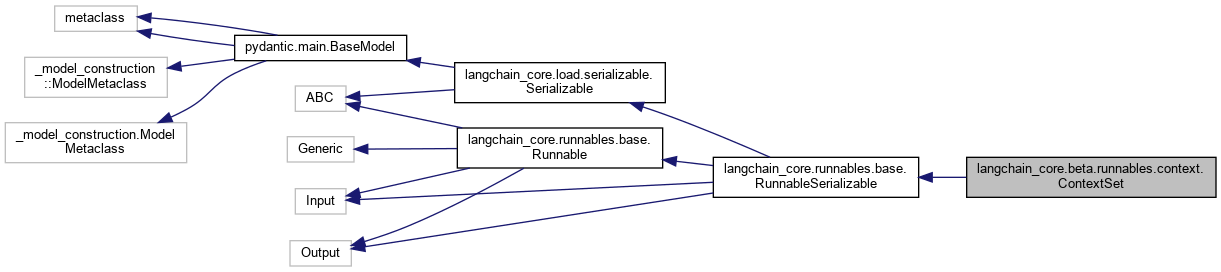 metaclass
pydantic.main.BaseModel
_model_construction
::ModelMetaclass
langchain_core.load.serializable.
Serializable
ABC
_model_construction.Model
Metaclass
Generic
langchain_core.runnables.base.
Runnable
langchain_core.runnables.base.
RunnableSerializable
langchain_core.beta.runnables.context.
ContextSet
Input
Output